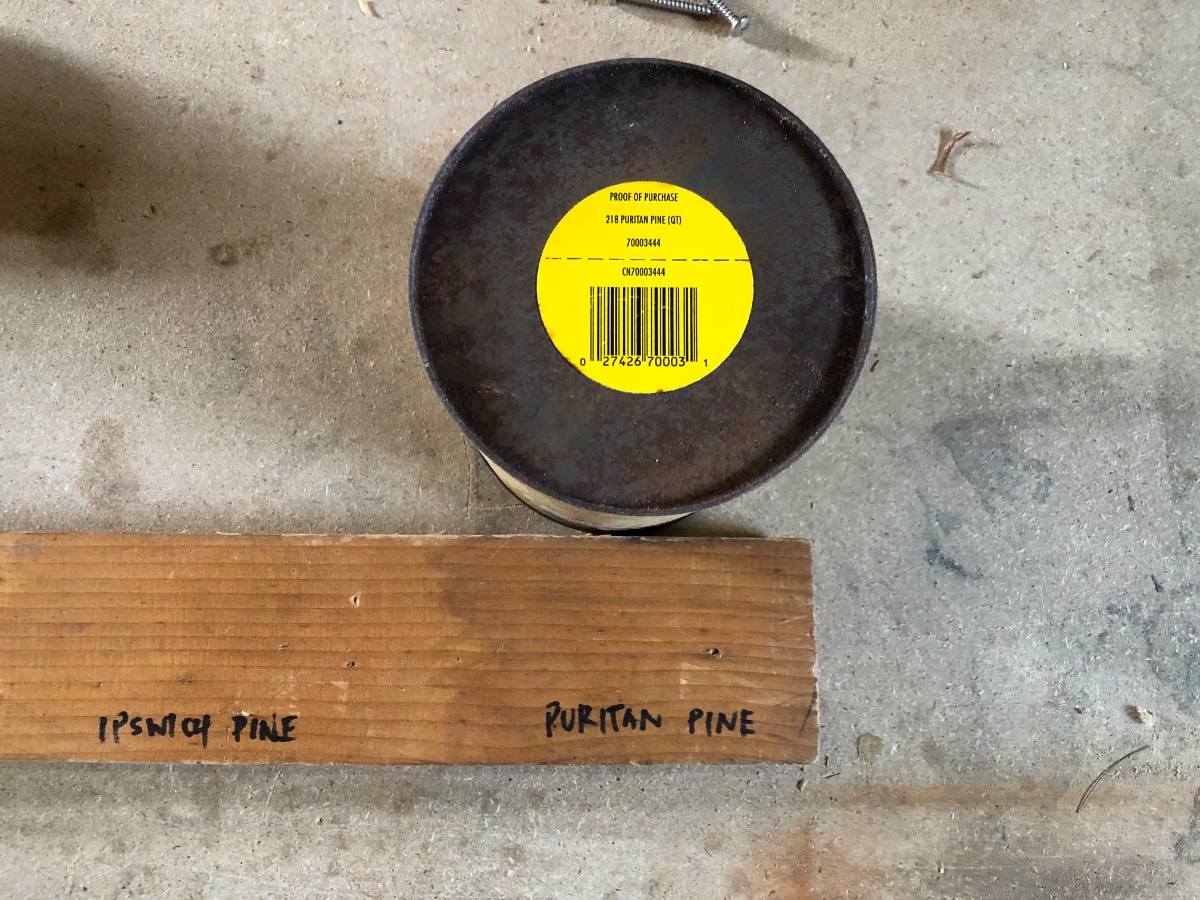 PROOF OF PURCHASE
218 PURITAN PINE (QT)
70003444
CN70003444
0 27426 70003 1
IPSWICH PINE
PURITAN PINE